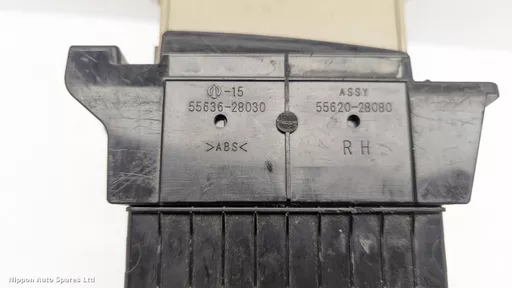 -15
55636-28030
>ABS<
ASSY
55620-28080
RH
Nippon Auto Spares Ltd